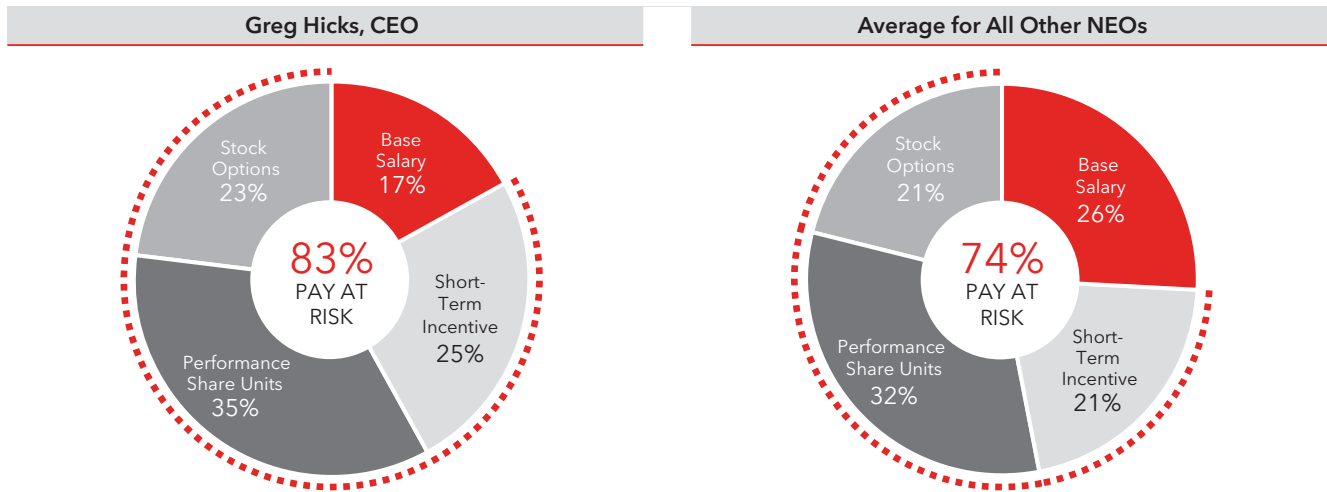 Greg Hicks, CEO
Stock
Options
23%
Base
Salary
17%
83%
PAY AT
RISK
Short-
Term
Incentive
25%
Performance
Share Units
35%
Average for All Other NEOs
Stock
Options
21%
Base
Salary
26%
74%
PAY AT
RISK
Short-
Term
Incentive
21%
Performance
Share Units
32%